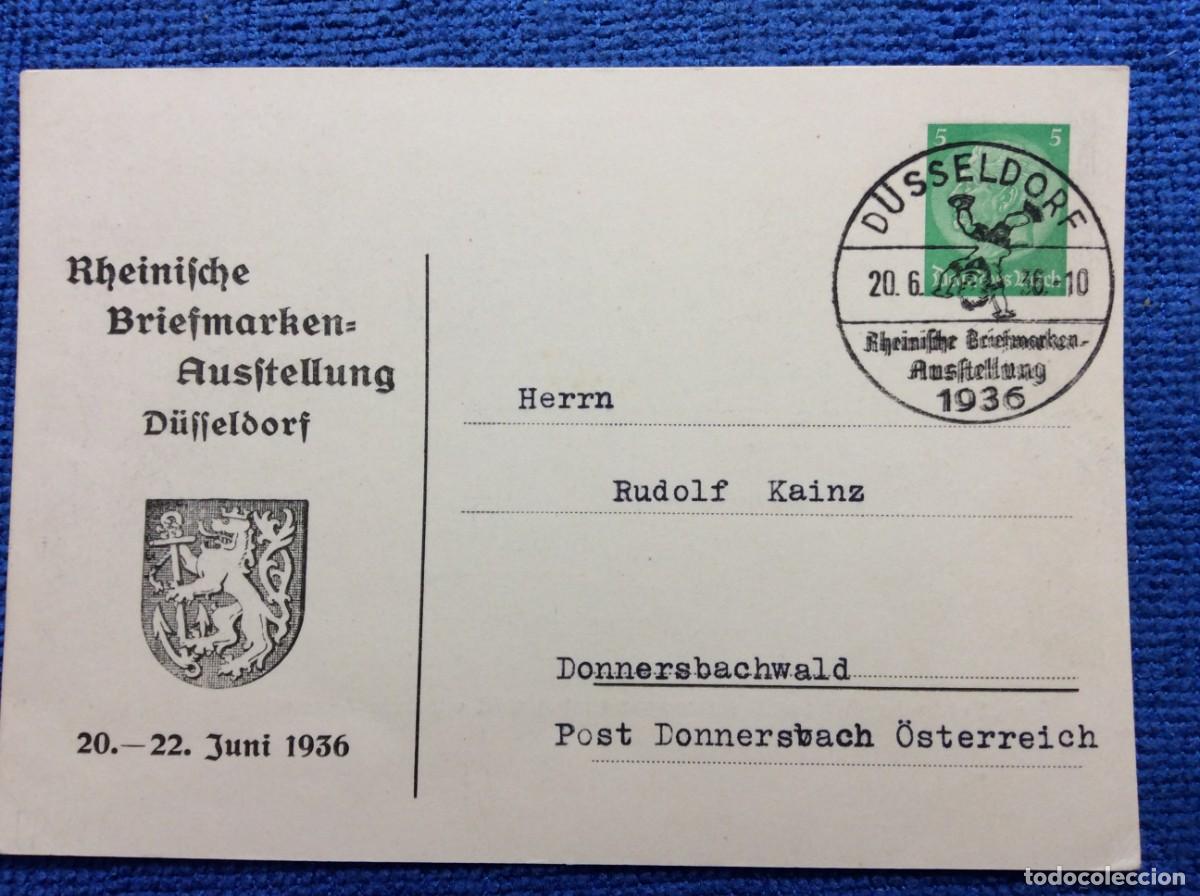 Rheinische
Briefmarken=
Ausstellung
Düsseldorf
20.—22. Juni 1936
5 5
DÜSSELDORF
20. 6. 36.-10
Rheinische Briefmarken-
Ausstellung
1936
Herrn
Rudolf Kainz
Donnersbachwald
Post Donnersbach Österreich
todocoleccion